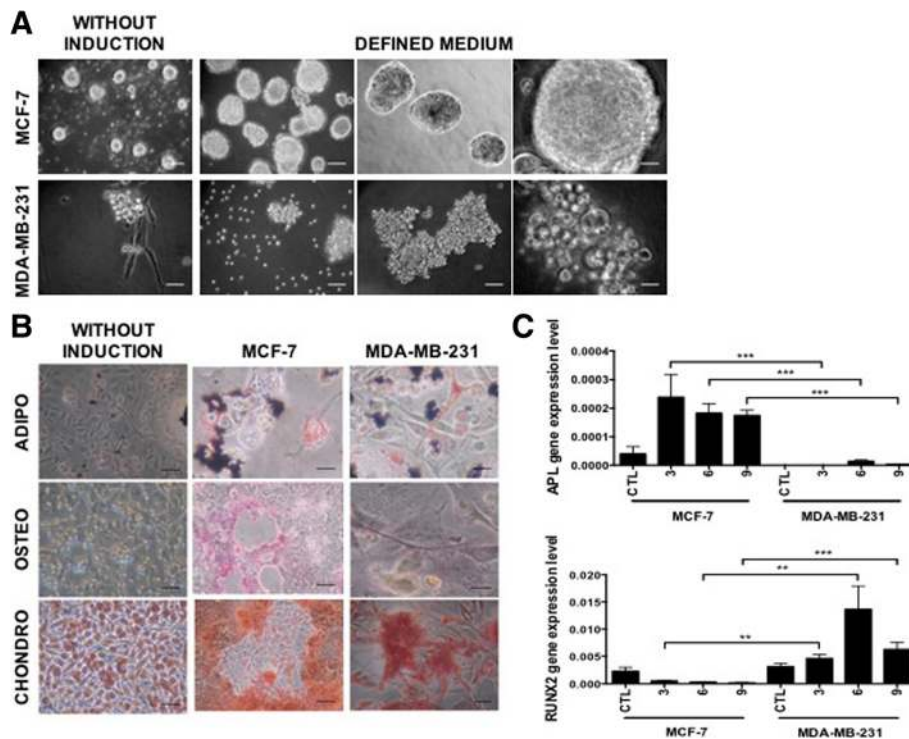 A
WITHOUT
INDUCTION
DEFINED MEDIUM
MCF-7
MDA-MB-231
B
WITHOUT
INDUCTION
MCF-7
MDA-MB-231
ADIPO
OSTEO
CHONDRO
C
APL gene expression level
0.0004
0.0003
0.0002
0.0001
0.0000
***
***
***
CTL 3 6 9 CTL 3 6 9
MCF-7 MDA-MB-231
RUNX2 gene expression level
0.020
0.015
0.010
0.005
0.000
***
**
**
CTL 3 6 9 CTL 3 6 9
MCF-7 MDA-MB-231